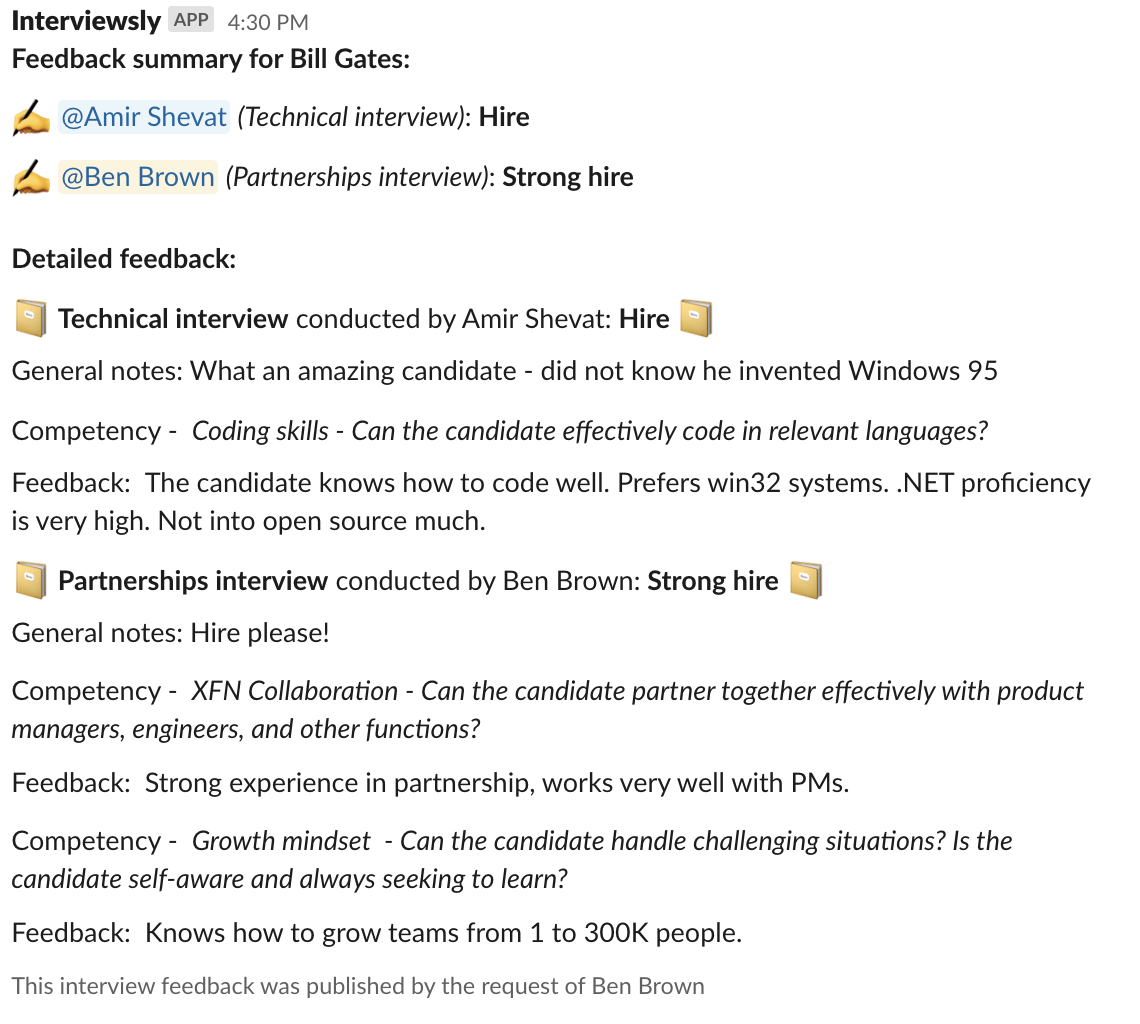 Interviewsly APP 4:30 PM
Feedback summary for Bill Gates:
✍️ @Amir Shevat (Technical interview): Hire
✍️ @Ben Brown (Partnerships interview): Strong hire
Detailed feedback:
📔 Technical interview conducted by Amir Shevat: Hire 📔
General notes: What an amazing candidate - did not know he invented Windows 95
Competency -  Coding skills - Can the candidate effectively code in relevant languages?
Feedback:  The candidate knows how to code well. Prefers win32 systems. .NET proficiency
is very high. Not into open source much.
📔 Partnerships interview conducted by Ben Brown: Strong hire 📔
General notes: Hire please!
Competency -  XFN Collaboration - Can the candidate partner together effectively with product
managers, engineers, and other functions?
Feedback:  Strong experience in partnership, works very well with PMs.
Competency -  Growth mindset  - Can the candidate handle challenging situations? Is the
candidate self-aware and always seeking to learn?
Feedback:  Knows how to grow teams from 1 to 300K people.
This interview feedback was published by the request of Ben Brown